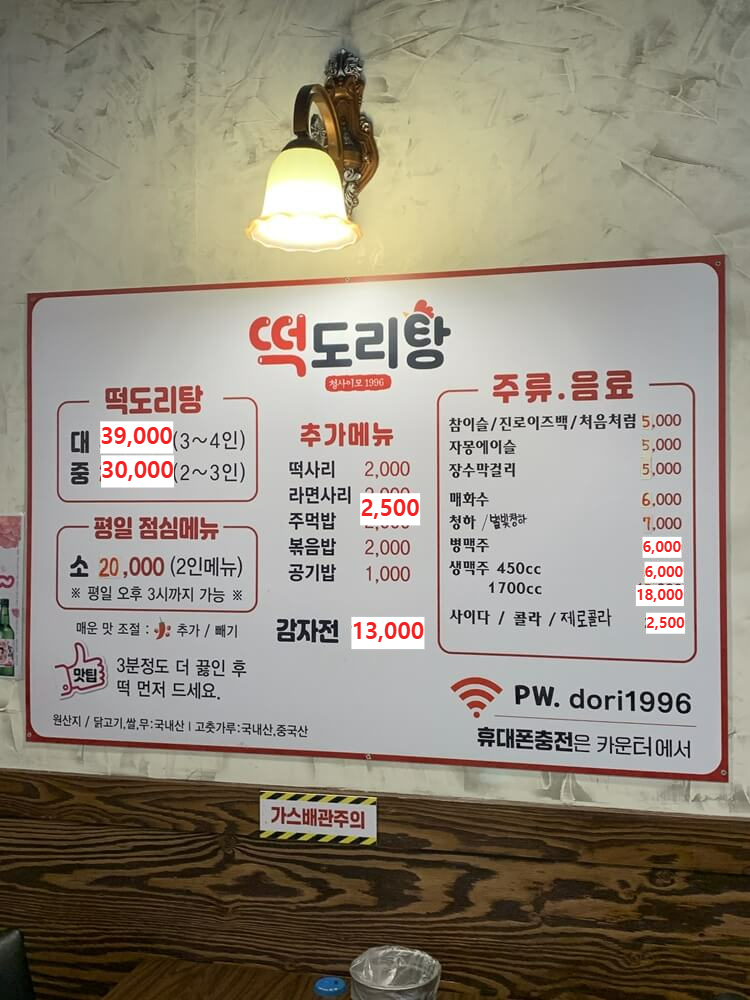 떡도리탕
청사이모 1996
떡도리탕
대 39,000(3~4인)
중 30,000(2~3인)
평일 점심메뉴
소 20,000 (2인메뉴)
※ 평일 오후 3시까지 가능 ※
매운 맛 조절 : 추가 / 빼기
맛팁
3분정도 더 끓인 후
떡 먼저 드세요.
원산지 / 닭고기,쌀,무:국내산 | 고춧가루:국내산,중국산
추가메뉴
떡사리 2,000
라면사리
주먹밥 2,500
볶음밥 2,000
공기밥 1,000
감자전 13,000
주류.음료
참이슬/진로이즈백/처음처럼 5,000
자몽에이슬 5,000
장수막걸리 5,000
매화수 6,000
청하 /별빛청하 7,000
병맥주 6,000
생맥주 450cc 6,000
1700cc 18,000
사이다 / 콜라 / 제로콜라 2,500
PW. dori1996
휴대폰충전은 카운터에서
가스배관주의